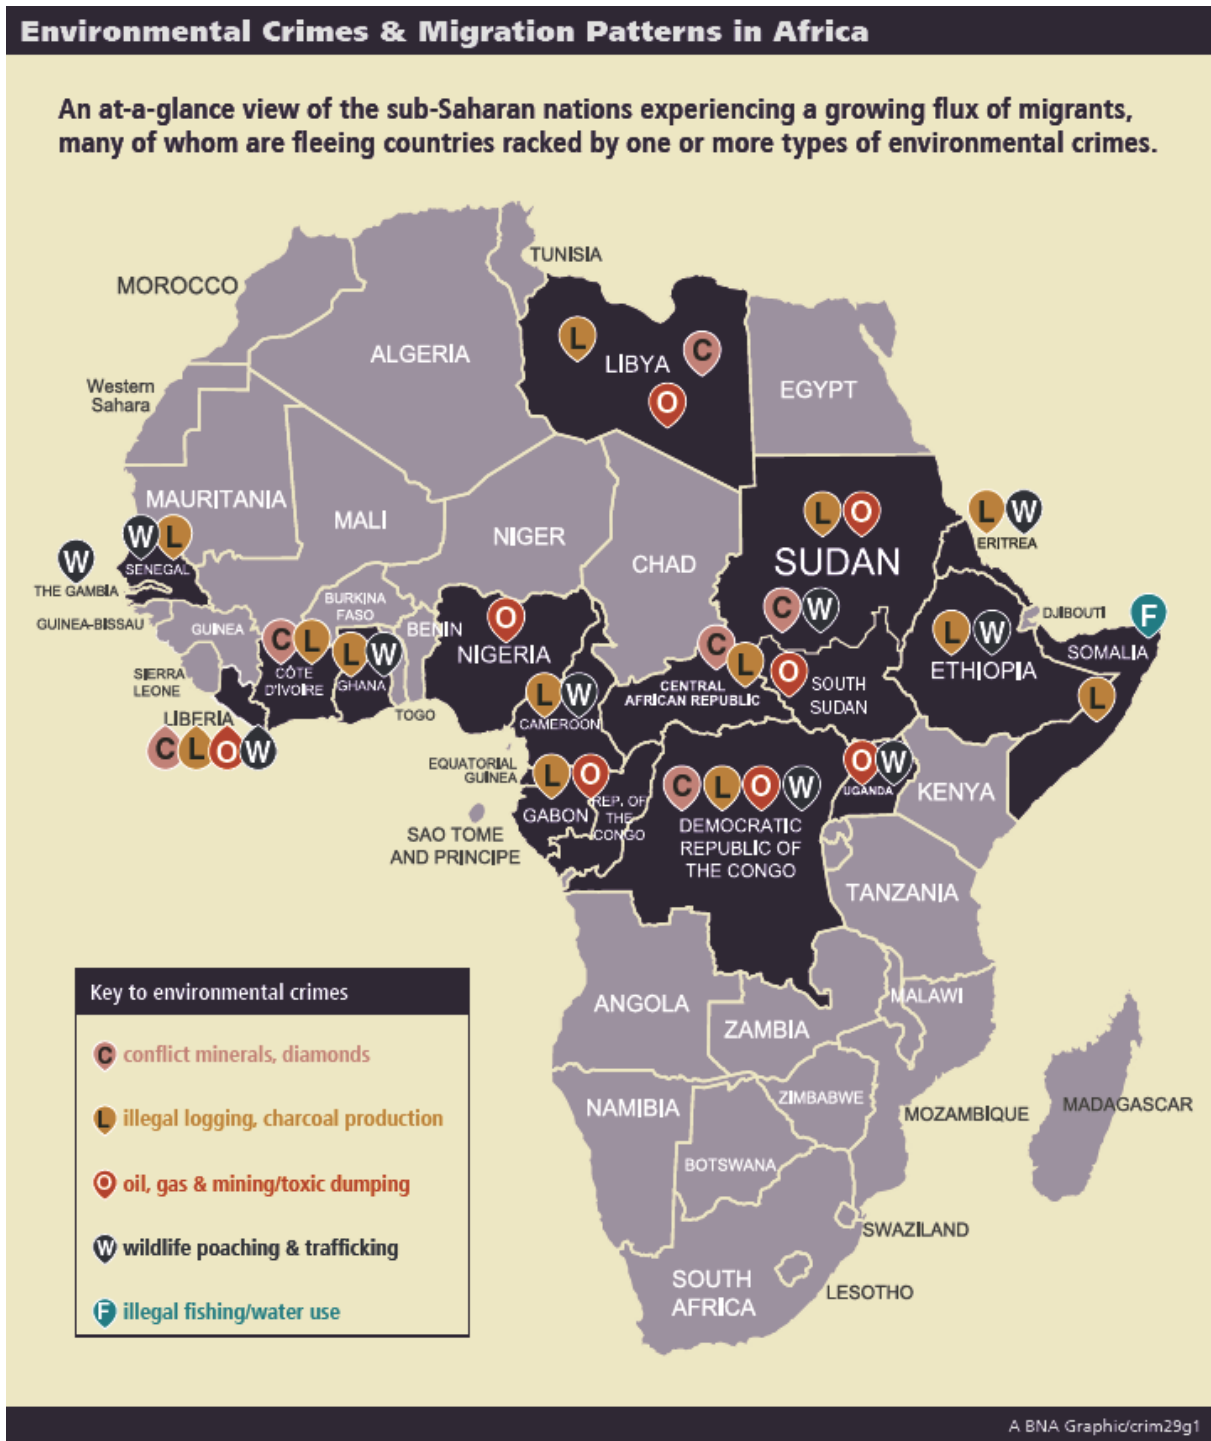 Environmental Crimes & Migration Patterns in Africa
An at-a-glance view of the sub-Saharan nations experiencing a growing flux of migrants,
many of whom are fleeing countries racked by one or more types of environmental crimes.
TUNISIA
MOROCCO
L
LIBYA
C
ALGERIA
Western
Sahara
O
EGYPT
MAURITANIA
MALI
NIGER
CHAD
L O
SUDAN
C W
L W
ERITREA
W L
SENEGAL
W
THE GAMBIA
GUINEA-BISSAU
GUINEA
BURKINA
FASO
BENIN
O
NIGERIA
DJIBOUTI
F
SOMALIA
L
L W
ETHIOPIA
C L
CÔTE
D'IVOIRE
L W
GHANA
TOGO
SIERRA
LEONE
LIBERIA
C L O W
L W
CAMEROON
C L
CENTRAL
AFRICAN REPUBLIC
O
SOUTH
SUDAN
EQUATORIAL
GUINEA
L O
GABON
REP. OF
THE
CONGO
C L O W
DEMOCRATIC
REPUBLIC OF
THE CONGO
O W
UGANDA
KENYA
SAO TOME
AND PRINCIPE
TANZANIA
ANGOLA
ZAMBIA
MALAWI
NAMIBIA
ZIMBABWE
MOZAMBIQUE
MADAGASCAR
BOTSWANA
SWAZILAND
SOUTH
AFRICA
LESOTHO
Key to environmental crimes
C conflict minerals, diamonds
L illegal logging, charcoal production
O oil, gas & mining/toxic dumping
W wildlife poaching & trafficking
F illegal fishing/water use
A BNA Graphic/crim29g1